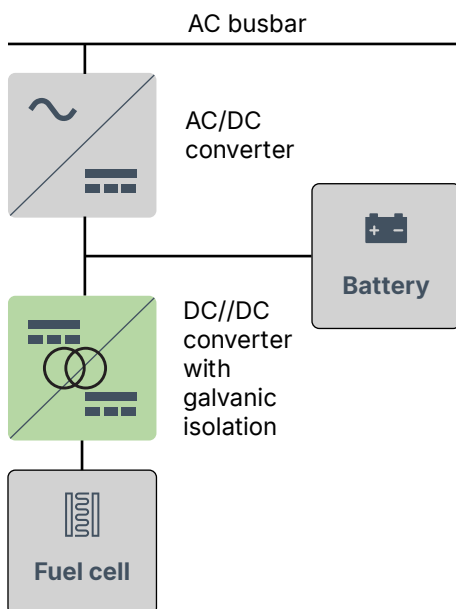 AC busbar
AC/DC
converter
Battery
DC//DC
converter
with
galvanic
isolation
Fuel cell